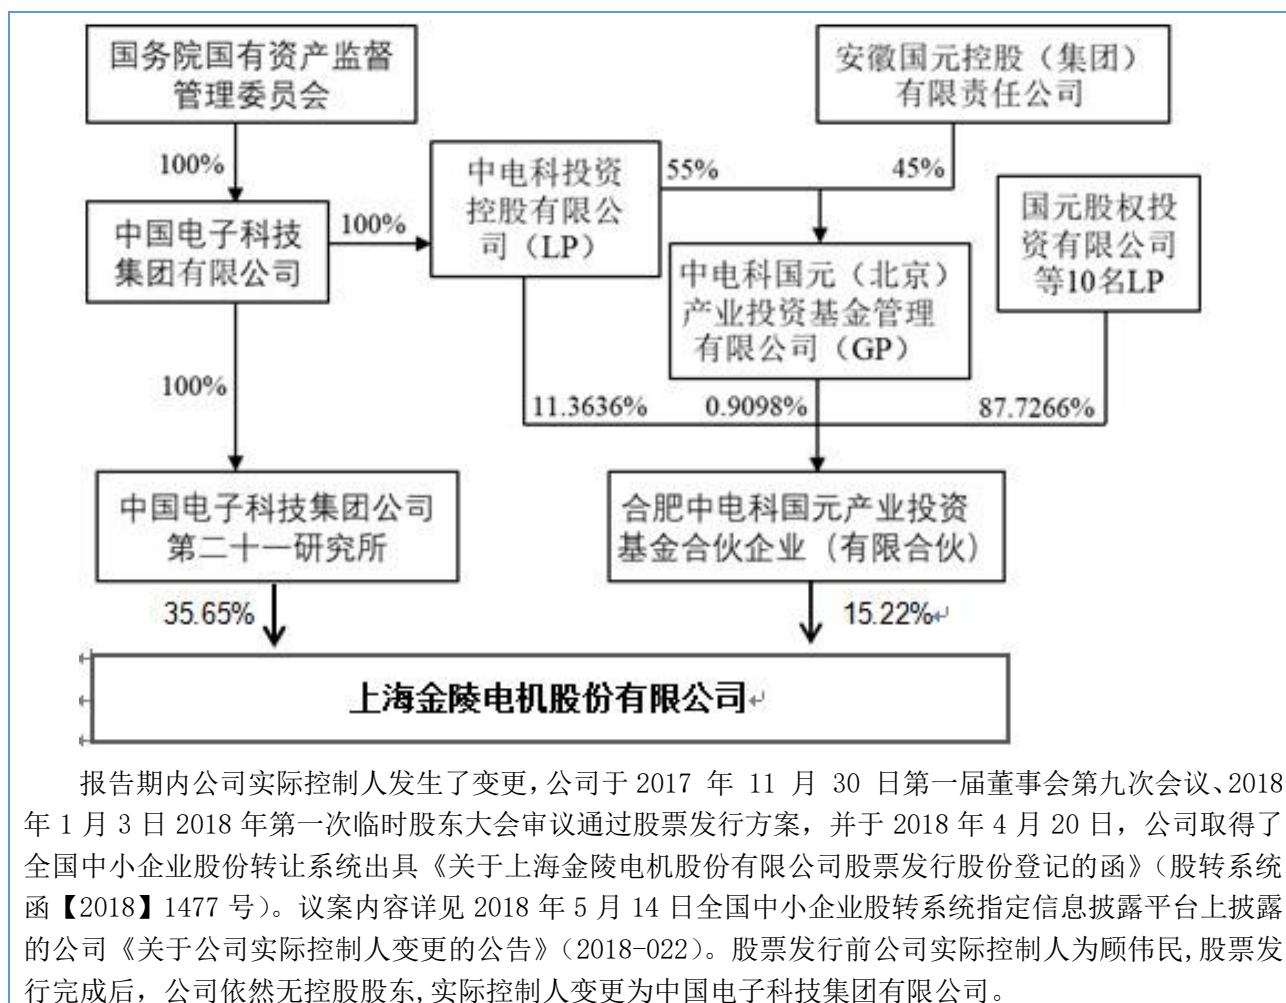 国务院国有资产监督
管理委员会
安徽国元控股（集团）
有限责任公司
100%
中电科投资
控股有限公
司（LP）
55%
45%
国元股权投
资有限公司
等10名LP
中国电子科技
集团有限公司
100%
中电科国元（北京）
产业投资基金管理
有限公司（GP）
100%
11.3636%
0.9098%
87.7266%
中国电子科技集团公司
第二十一研究所
合肥中电科国元产业投资
基金合伙企业（有限合伙）
35.65%
15.22%
上海金陵电机股份有限公司
报告期内公司实际控制人发生了变更，公司于 2017 年 11 月 30 日第一届董事会第九次会议、2018
年 1 月 3 日 2018 年第一次临时股东大会审议通过股票发行方案，并于 2018 年 4 月 20 日，公司取得了
全国中小企业股份转让系统出具《关于上海金陵电机股份有限公司股票发行股份登记的函》（股转系统
函【2018】1477 号）。议案内容详见 2018 年 5 月 14 日全国中小企业股转系统指定信息披露平台上披露
的公司《关于公司实际控制人变更的公告》（2018-022）。股票发行前公司实际控制人为顾伟民,股票发
行完成后，公司依然无控股股东,实际控制人变更为中国电子科技集团有限公司。